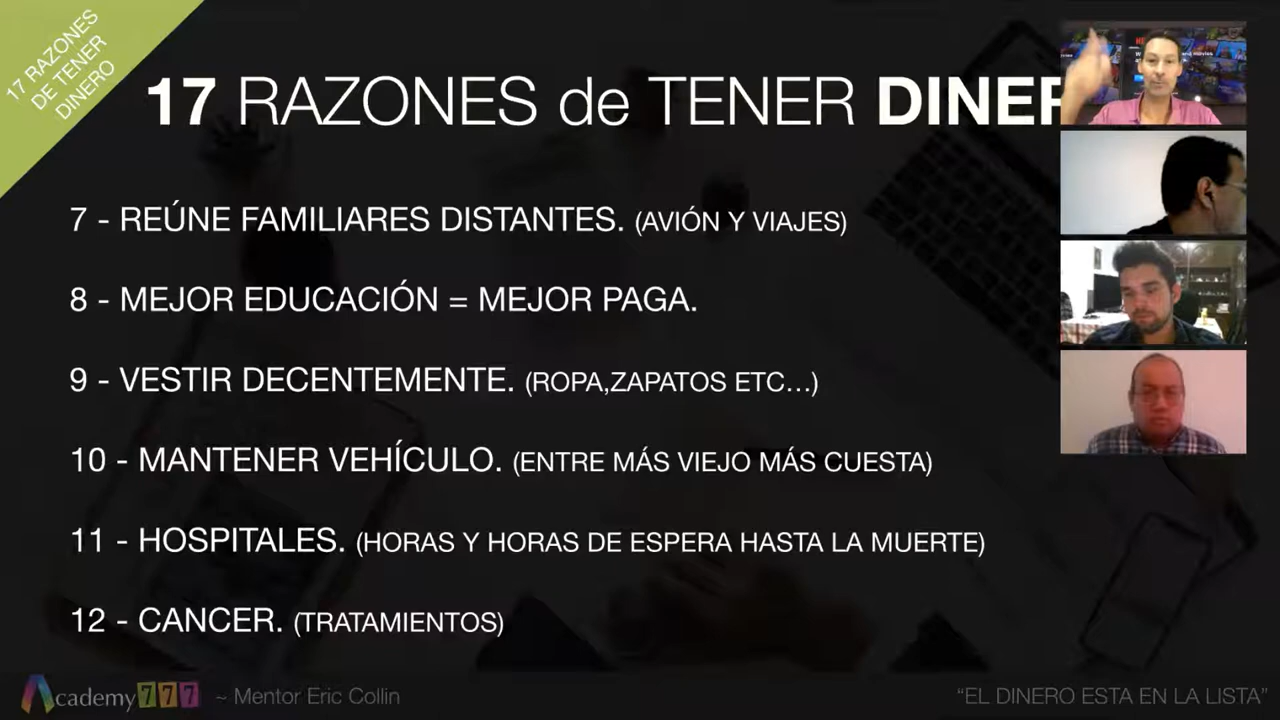 17 RAZONES
DE TENER
DINERO
17 RAZONES de TENER DINER
7 - REÚNE FAMILIARES DISTANTES. (AVIÓN Y VIAJES)
8 - MEJOR EDUCACIÓN = MEJOR PAGA.
9 - VESTIR DECENTEMENTE. (ROPA,ZAPATOS ETC...)
10 - MANTENER VEHÍCULO. (ENTRE MÁS VIEJO MÁS CUESTA)
11 - HOSPITALES. (HORAS Y HORAS DE ESPERA HASTA LA MUERTE)
12 - CANCER. (TRATAMIENTOS)
Academy777 ~ Mentor Eric Collin
“EL DINERO ESTA EN LA LISTA”